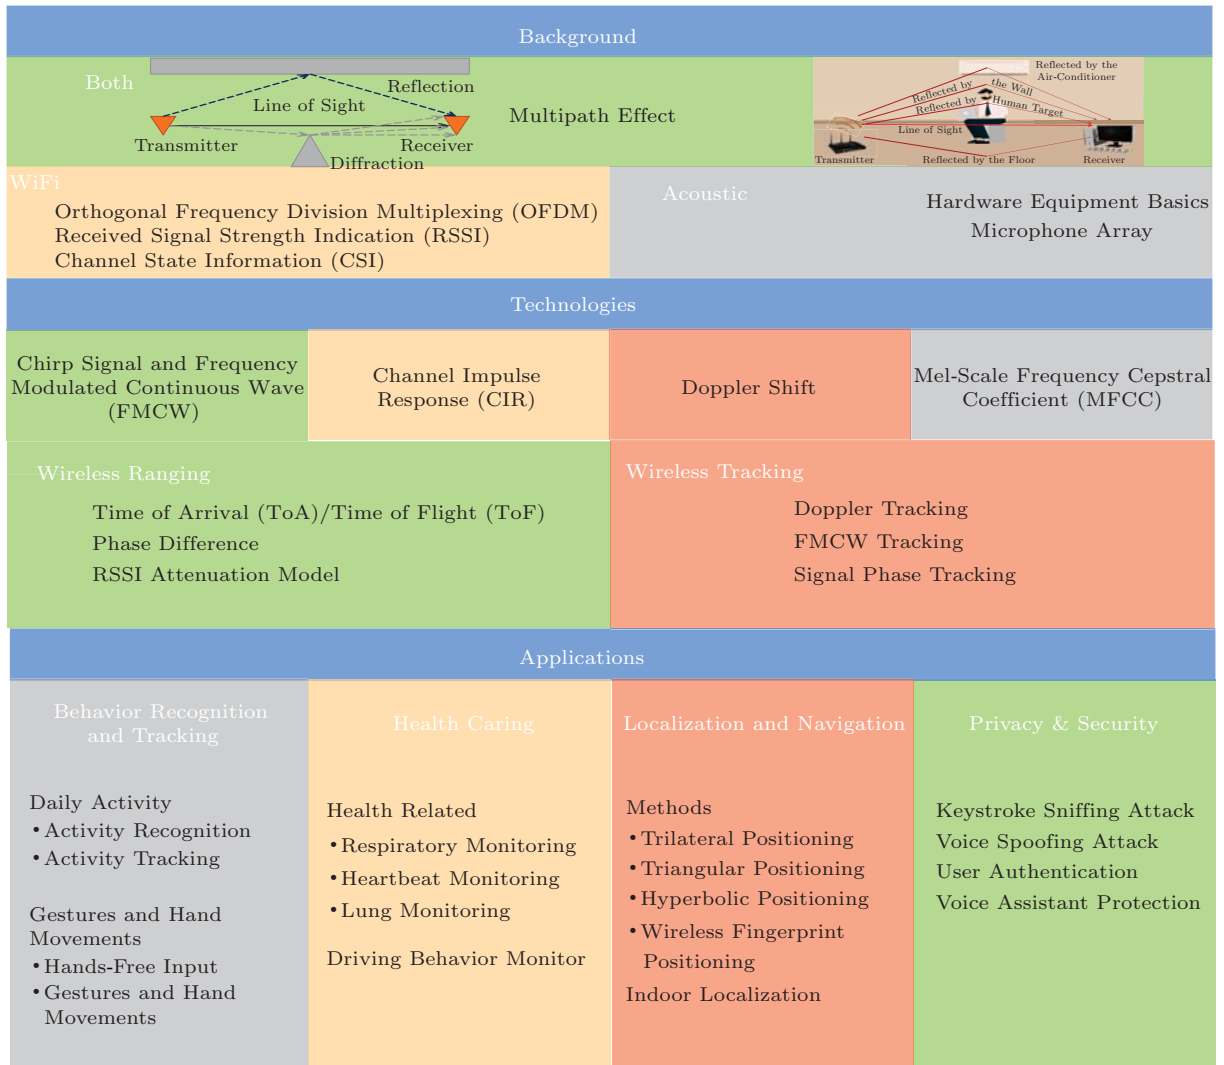 Background
Both
Reflection
Line of Sight
Transmitter
Receiver
Diffraction
Multipath Effect
Reflected by the
Air-Conditioner
Reflected by the Wall
Reflected by Human Target
Line of Sight
Transmitter
Reflected by the Floor
Receiver
WiFi
Orthogonal Frequency Division Multiplexing (OFDM)
Received Signal Strength Indication (RSSI)
Channel State Information (CSI)
Acoustic
Hardware Equipment Basics
Microphone Array
Technologies
Chirp Signal and Frequency
Modulated Continuous Wave
(FMCW)
Channel Impulse
Response (CIR)
Doppler Shift
Mel-Scale Frequency Cepstral
Coefficient (MFCC)
Wireless Ranging
Time of Arrival (ToA)/Time of Flight (ToF)
Phase Difference
RSSI Attenuation Model
Wireless Tracking
Doppler Tracking
FMCW Tracking
Signal Phase Tracking
Applications
Behavior Recognition
and Tracking
Daily Activity
• Activity Recognition
• Activity Tracking
Gestures and Hand
Movements
• Hands-Free Input
• Gestures and Hand
Movements
Health Caring
Health Related
• Respiratory Monitoring
• Heartbeat Monitoring
• Lung Monitoring
Driving Behavior Monitor
Localization and Navigation
Methods
• Trilateral Positioning
• Triangular Positioning
• Hyperbolic Positioning
• Wireless Fingerprint
Positioning
Indoor Localization
Privacy & Security
Keystroke Sniffing Attack
Voice Spoofing Attack
User Authentication
Voice Assistant Protection